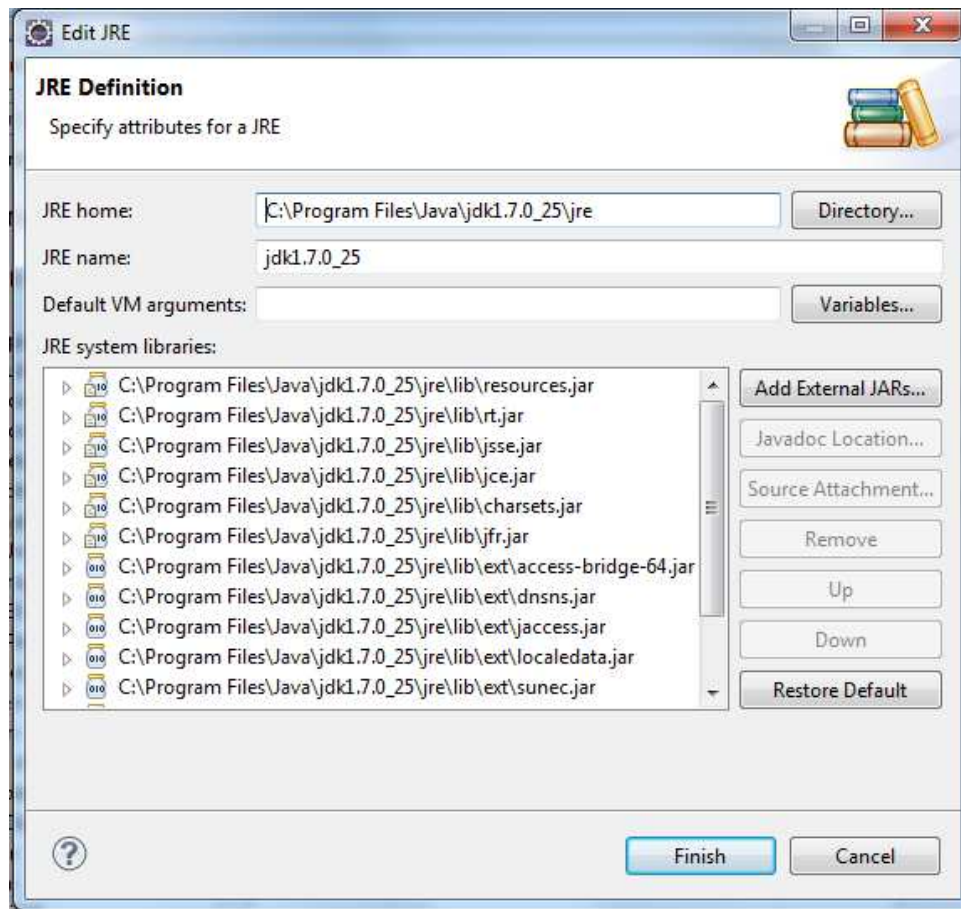 Edit JRE
JRE Definition
Specify attributes for a JRE
JRE home: C:\Program Files\Java\jdk1.7.0_25\jre Directory...
JRE name: jdk1.7.0_25
Default VM arguments: Variables...
JRE system libraries:
C:\Program Files\Java\jdk1.7.0_25\jre\lib\resources.jar
C:\Program Files\Java\jdk1.7.0_25\jre\lib\rt.jar
C:\Program Files\Java\jdk1.7.0_25\jre\lib\jsse.jar
C:\Program Files\Java\jdk1.7.0_25\jre\lib\jce.jar
C:\Program Files\Java\jdk1.7.0_25\jre\lib\charsets.jar
C:\Program Files\Java\jdk1.7.0_25\jre\lib\jfr.jar
C:\Program Files\Java\jdk1.7.0_25\jre\lib\ext\access-bridge-64.jar
C:\Program Files\Java\jdk1.7.0_25\jre\lib\ext\dnsns.jar
C:\Program Files\Java\jdk1.7.0_25\jre\lib\ext\jaccess.jar
C:\Program Files\Java\jdk1.7.0_25\jre\lib\ext\localedata.jar
C:\Program Files\Java\jdk1.7.0_25\jre\lib\ext\sunec.jar
Add External JARs...
Javadoc Location...
Source Attachment...
Remove
Up
Down
Restore Default
Finish Cancel